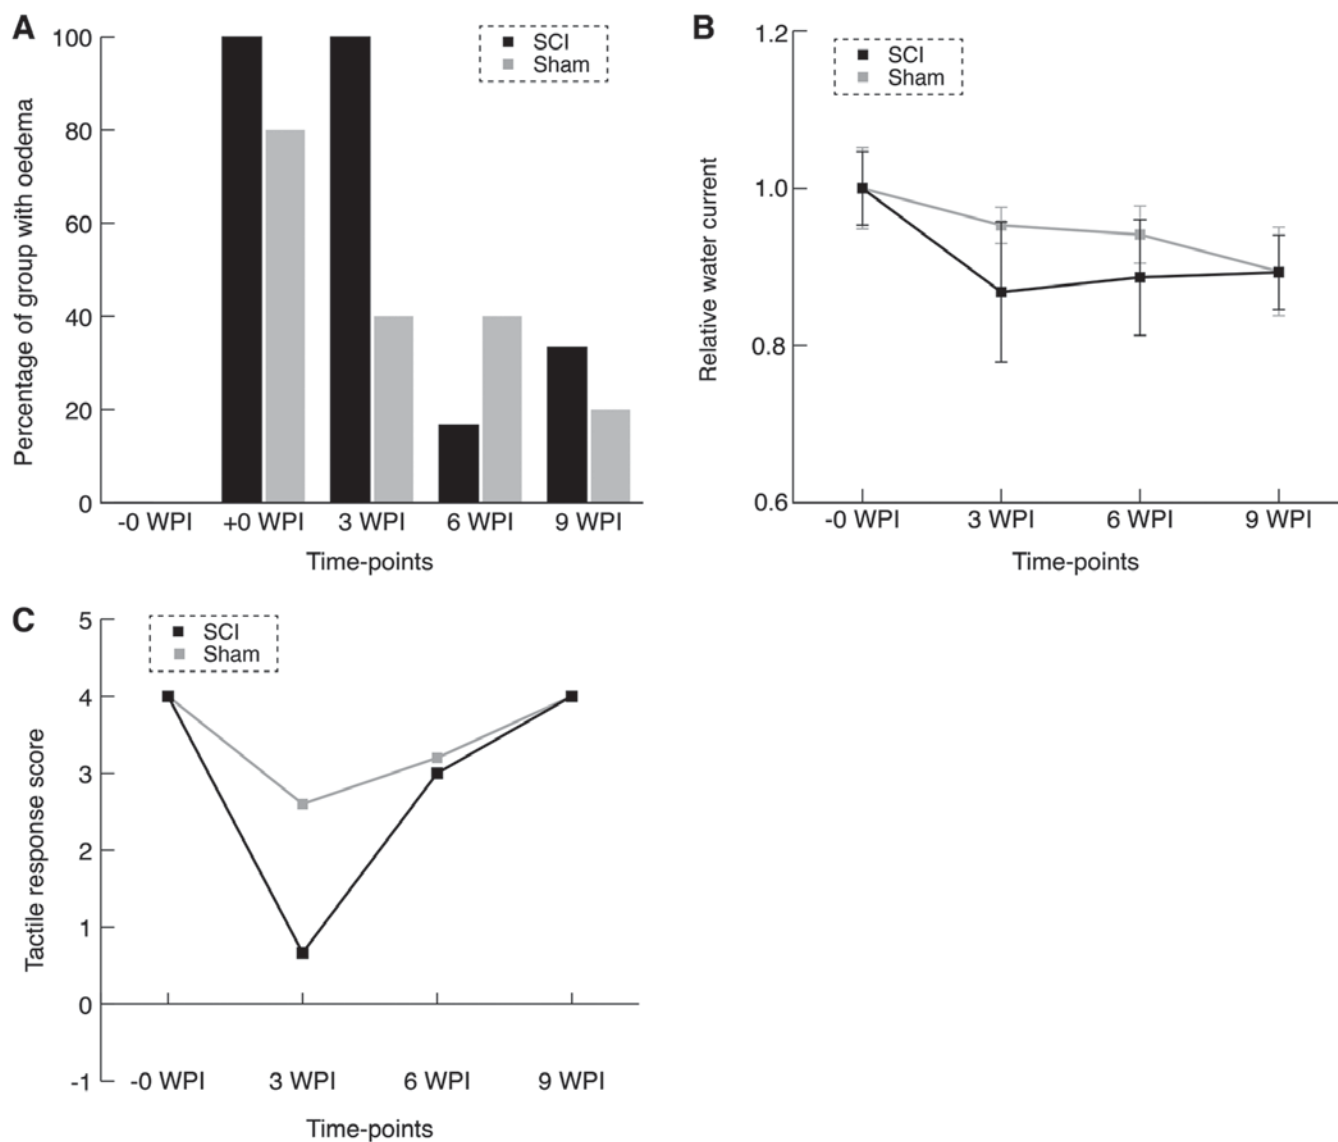 A
SCI
Sham
Percentage of group with oedema
100
80
60
40
20
0
-0 WPI +0 WPI 3 WPI 6 WPI 9 WPI
Time-points
B
SCI
Sham
Relative water current
1.2
1.0
0.8
0.6
-0 WPI 3 WPI 6 WPI 9 WPI
Time-points
C
SCI
Sham
Tactile response score
5
4
3
2
1
0
-1
-0 WPI 3 WPI 6 WPI 9 WPI
Time-points